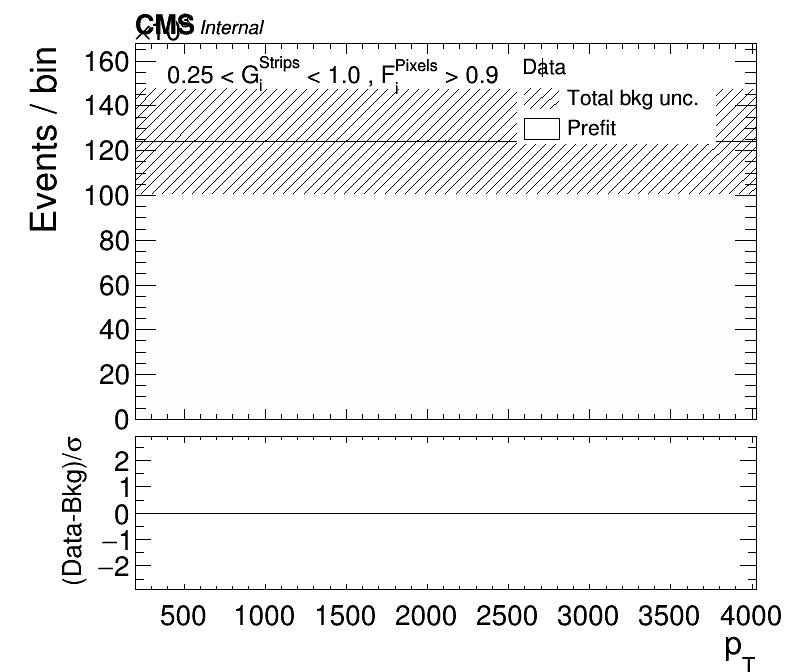 CMS Internal
Events / bin
160
140
120
100
80
60
40
20
0
0.25 < G_i^Strips < 1.0 , F_i^Pixels > 0.9
Data
Total bkg unc.
Prefit
(Data-Bkg)/σ
2
1
0
−1
−2
500 1000 1500 2000 2500 3000 3500 4000
p_T